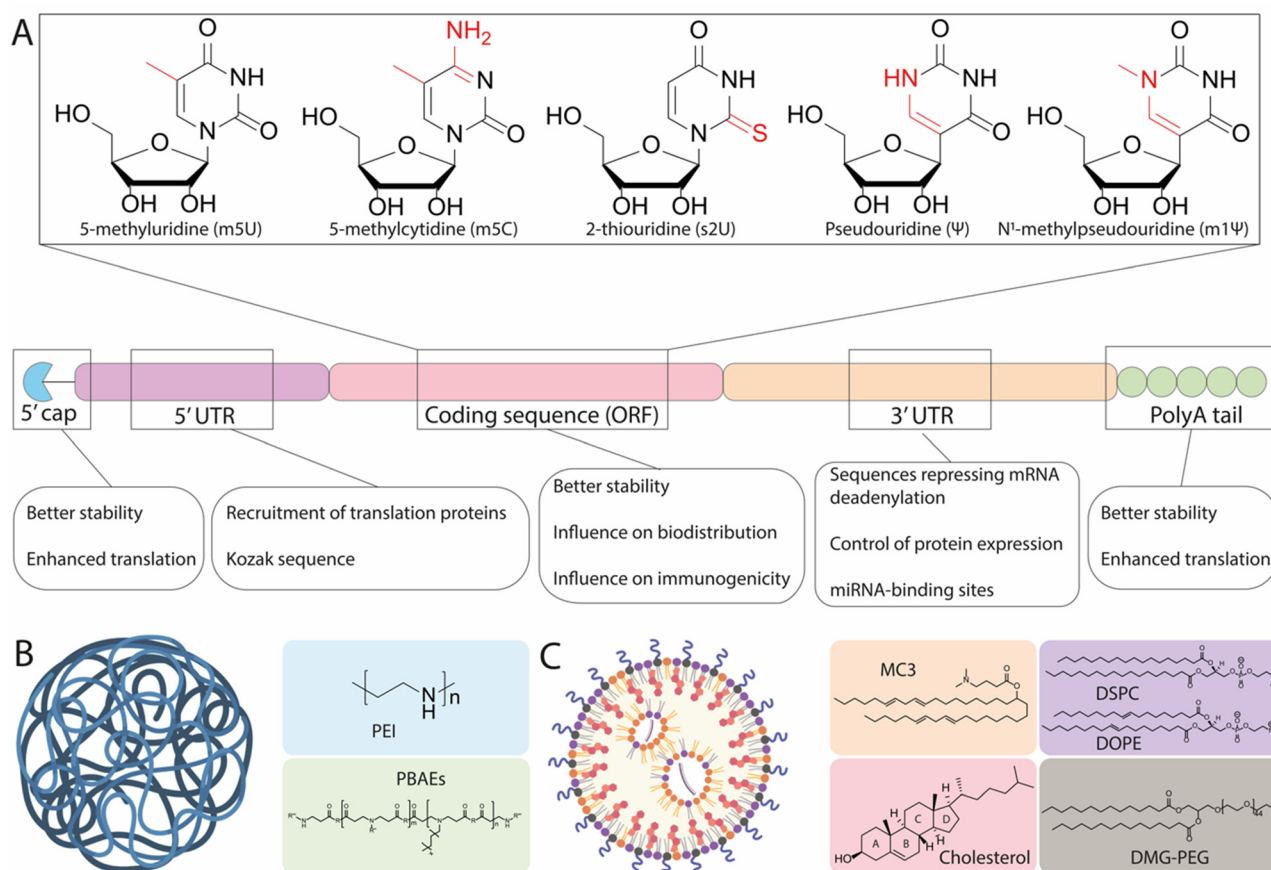 A
O
NH
O
N
HO
O
OH OH
5-methyluridine (m5U)
NH₂
N
O
N
HO
O
OH OH
5-methylcytidine (m5C)
O
NH
S
N
HO
O
OH OH
2-thiouridine (s2U)
O
HN
NH
O
HO
O
OH OH
Pseudouridine (Ψ)
O
N
NH
O
HO
O
OH OH
N¹-methylpseudouridine (m1Ψ)
5' cap
5' UTR
Coding sequence (ORF)
3' UTR
PolyA tail
Better stability
Enhanced translation
Recruitment of translation proteins
Kozak sequence
Better stability
Influence on biodistribution
Influence on immunogenicity
Sequences repressing mRNA
deadenylation
Control of protein expression
miRNA-binding sites
Better stability
Enhanced translation
B
N
H
n
PEI
PBAEs
C
MC3
N
O
O
DSPC
DOPE
H
H
H
H
HO
A
B
C
D
Cholesterol
O
O
O
O
O
44
DMG-PEG